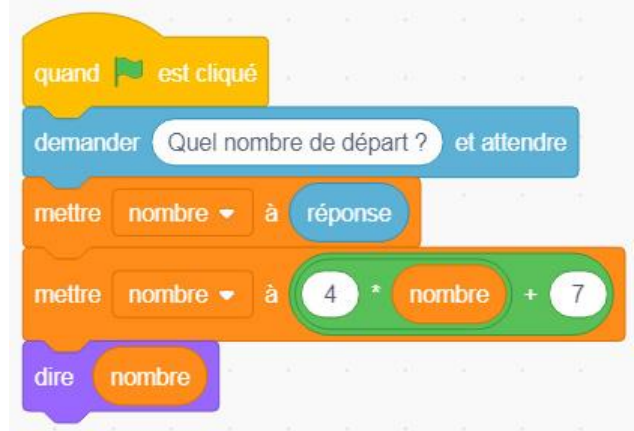 quand est cliqué
demander Quel nombre de départ ? et attendre
mettre nombre à réponse
mettre nombre à 4 * nombre + 7
dire nombre